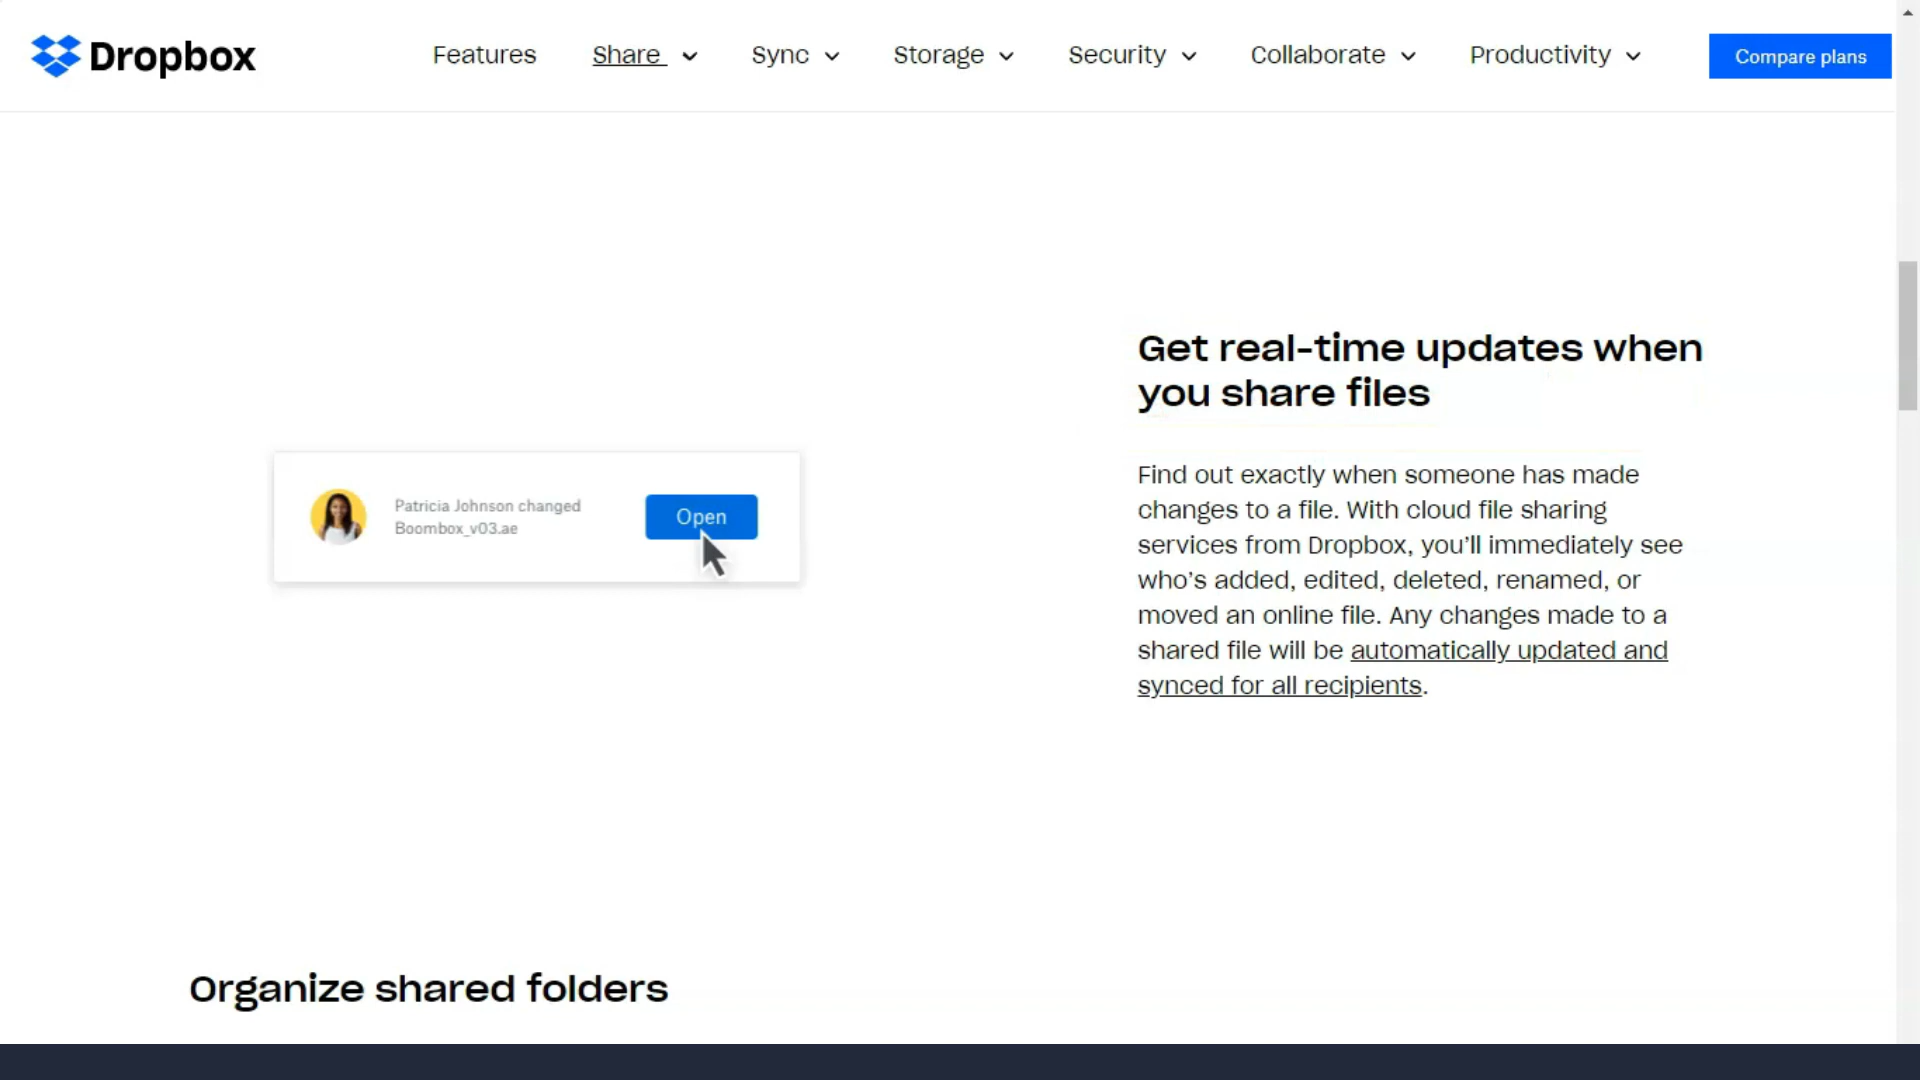 Dropbox
Features
Share
Sync
Storage
Security
Collaborate
Productivity
Compare plans
Patricia Johnson changed
Boombox_v03.ae
Open
Get real-time updates when
you share files
Find out exactly when someone has made
changes to a file. With cloud file sharing
services from Dropbox, you’ll immediately see
who’s added, edited, deleted, renamed, or
moved an online file. Any changes made to a
shared file will be automatically updated and
synced for all recipients.
Organize shared folders